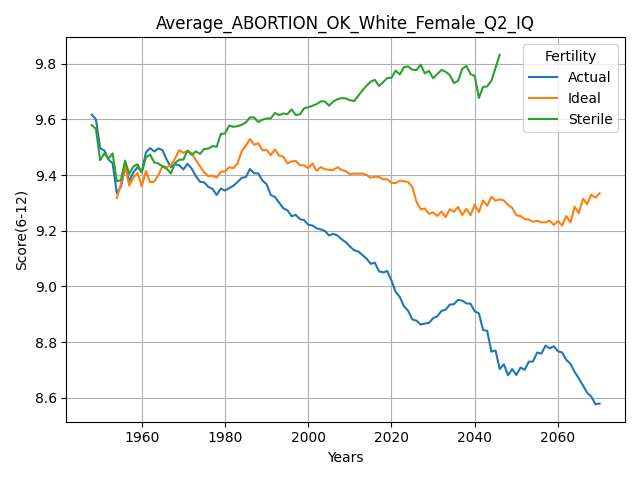 Average_ABORTION_OK_White_Female_Q2_IQ
Fertility
Actual
Ideal
Sterile
Score(6-12)
9.8
9.6
9.4
9.2
9.0
8.8
8.6
1960
1980
2000
2020
2040
2060
Years